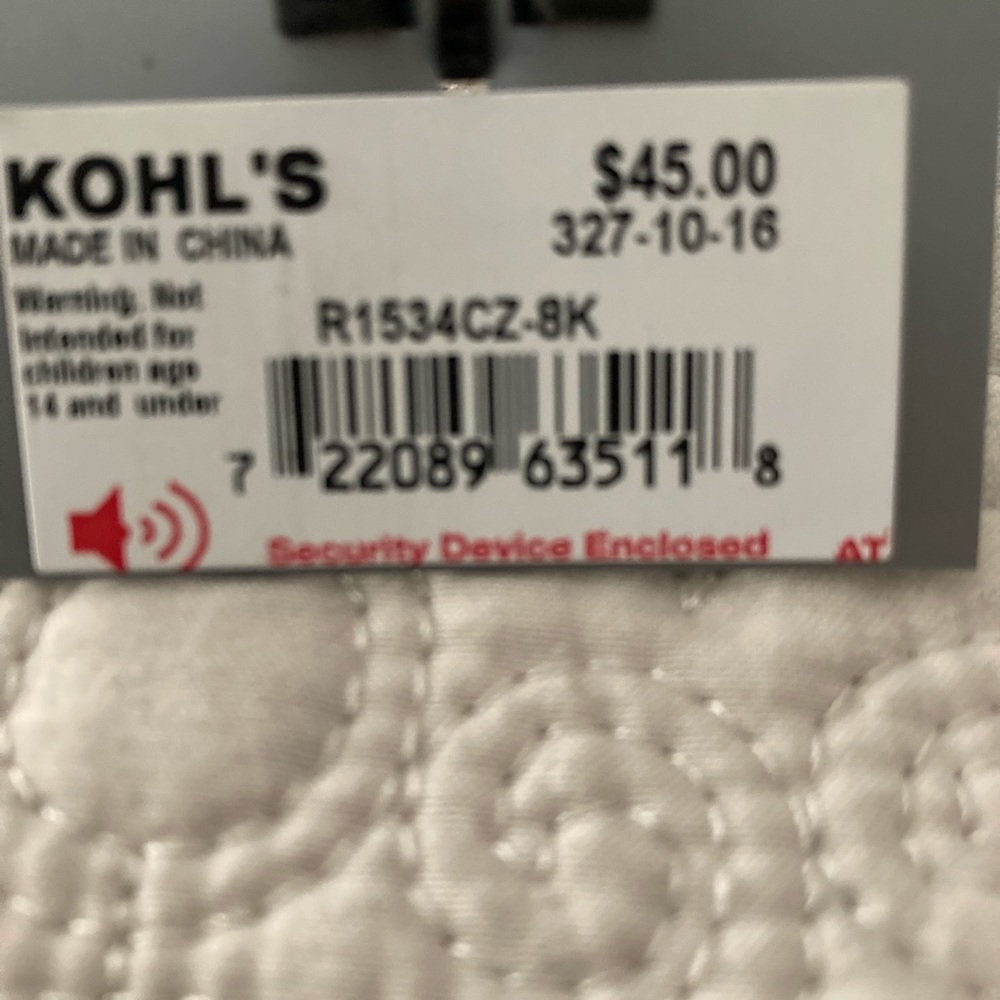 KOHL'S
$45.00
MADE IN CHINA
327-10-16
Warning, Not
Intended for
children age
14 and under
R1534CZ-8K
7 22089 63511 8
Security Device Enclosed
AT